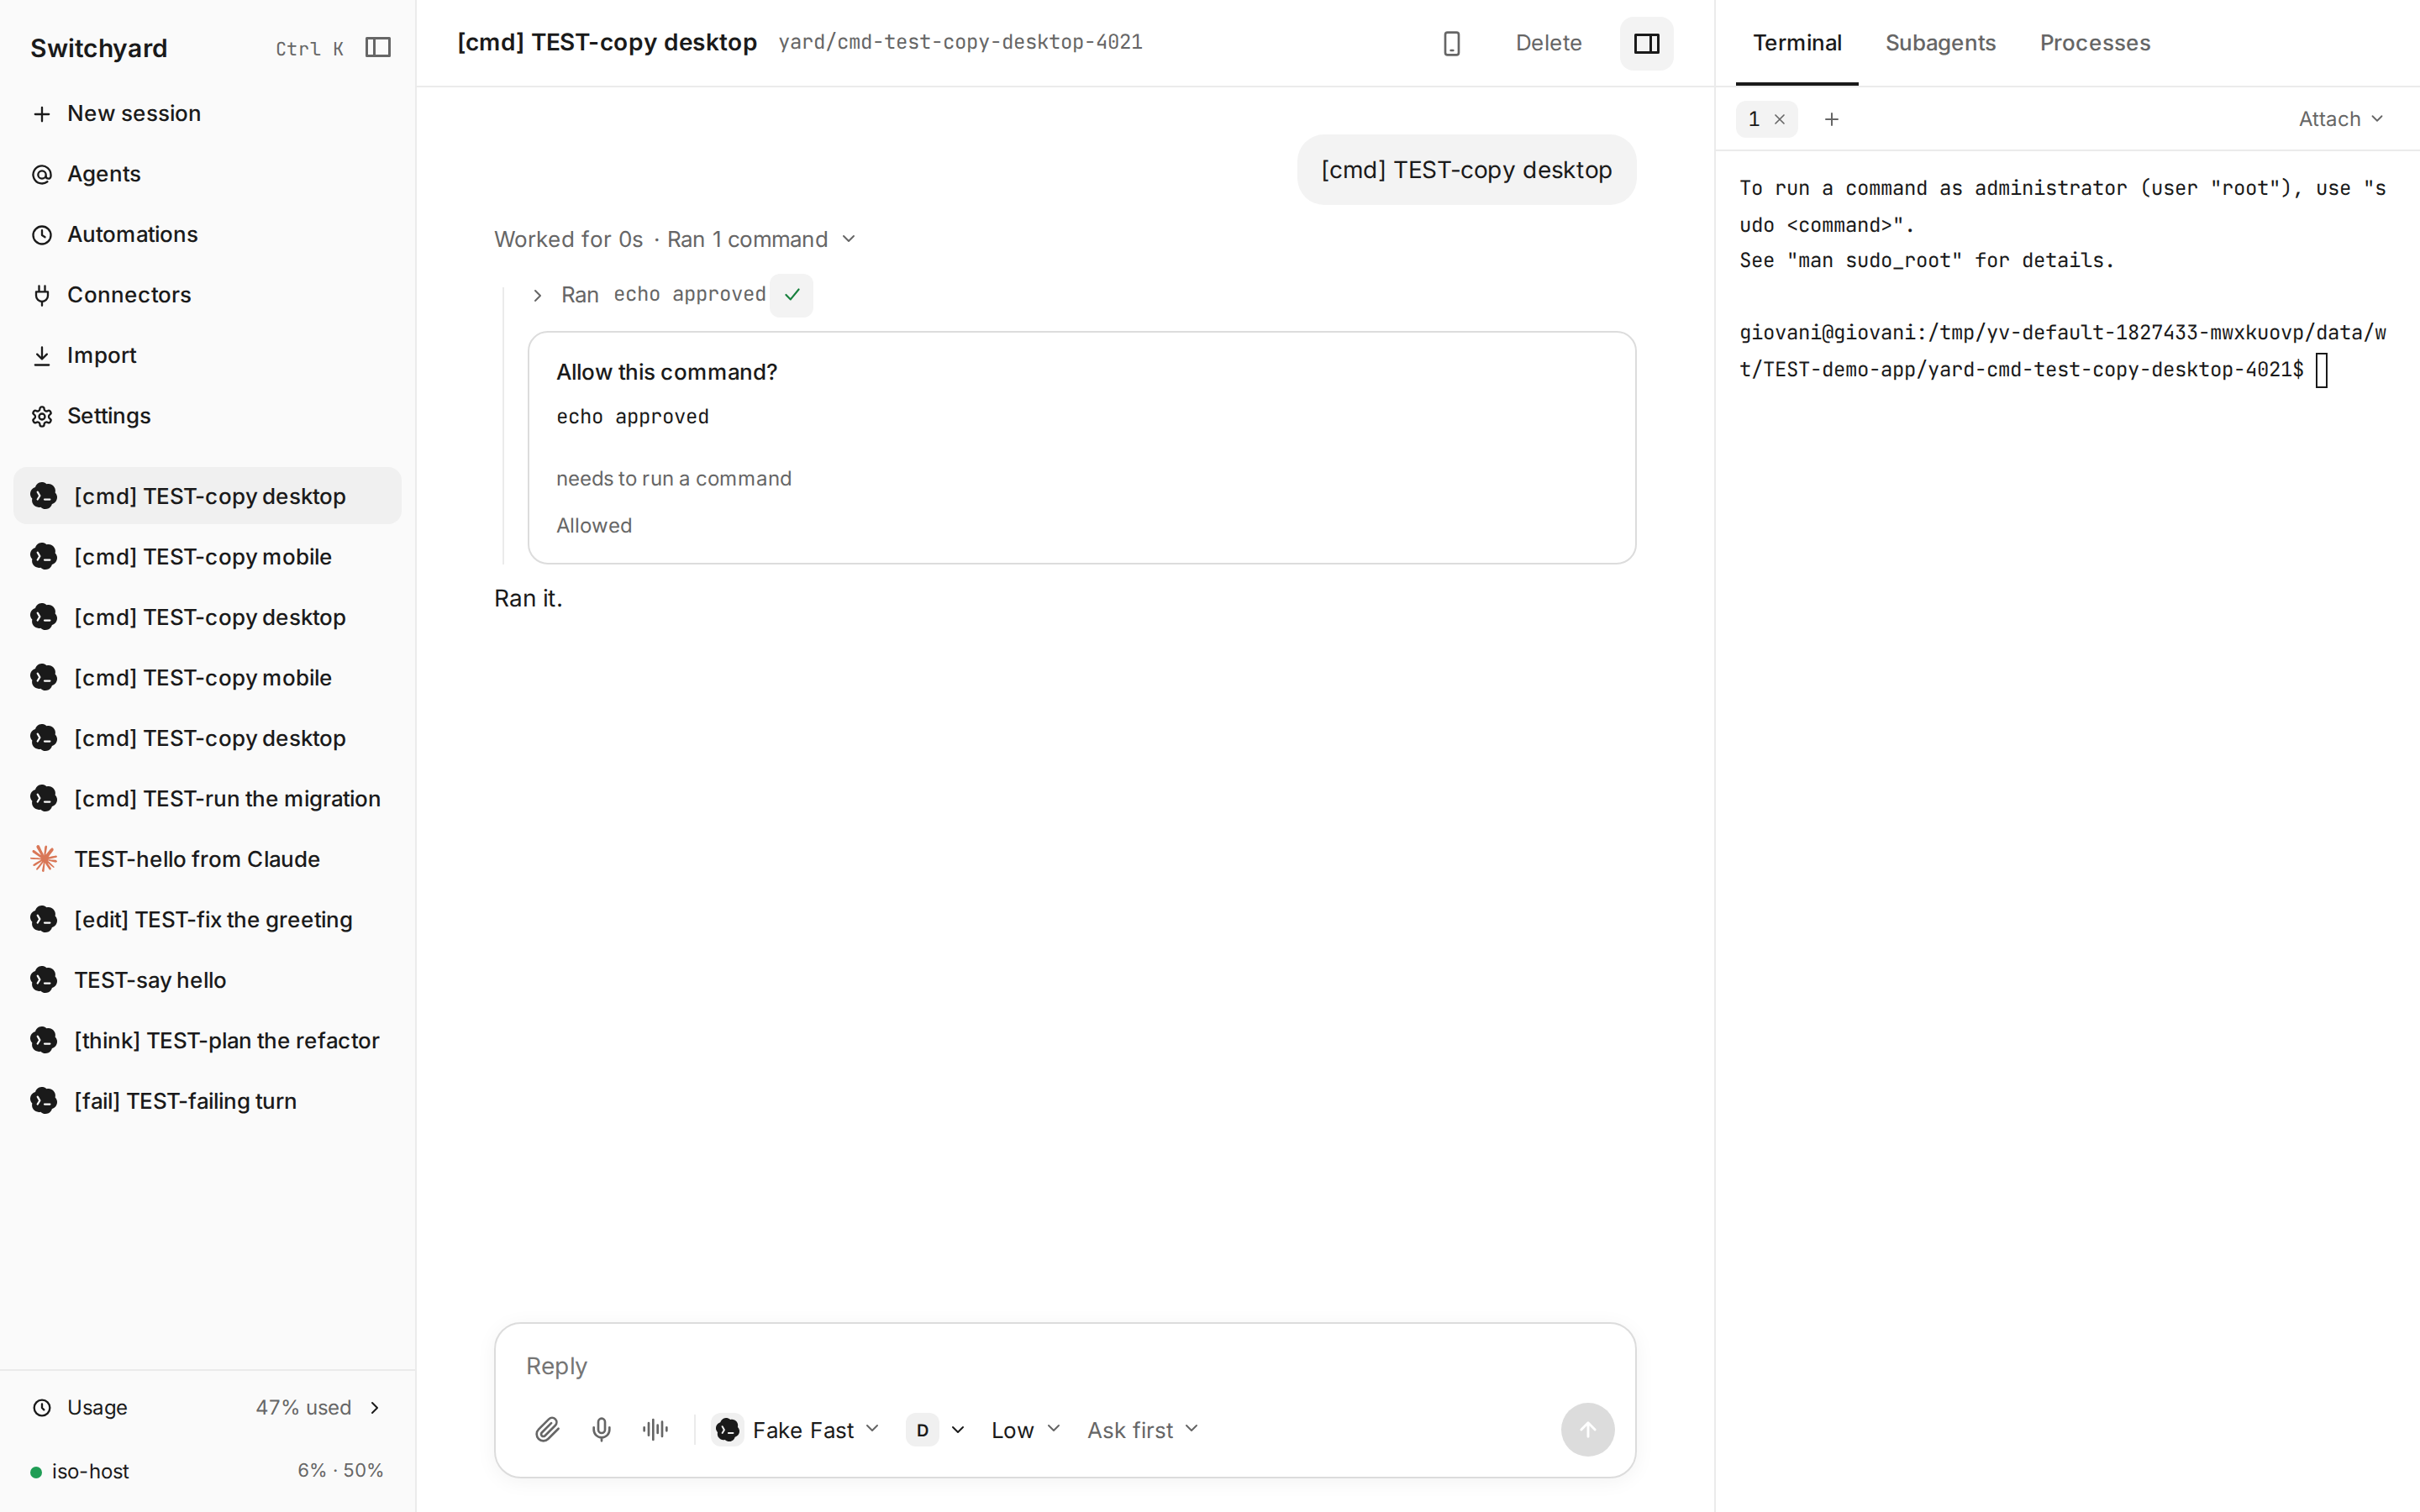 Switchyard
Ctrl K
New session
Agents
Automations
Connectors
Import
Settings
[cmd] TEST-copy desktop
[cmd] TEST-copy mobile
[cmd] TEST-copy desktop
[cmd] TEST-copy mobile
[cmd] TEST-copy desktop
[cmd] TEST-run the migration
TEST-hello from Claude
[edit] TEST-fix the greeting
TEST-say hello
[think] TEST-plan the refactor
[fail] TEST-failing turn
Usage 47% used
iso-host 6% · 50%
[cmd] TEST-copy desktop yard/cmd-test-copy-desktop-4021
Delete
[cmd] TEST-copy desktop
Worked for 0s · Ran 1 command
Ran echo approved
Allow this command?
echo approved
needs to run a command
Allowed
Ran it.
Reply
Fake Fast D Low Ask first
Terminal Subagents Processes
1 Attach
To run a command as administrator (user "root"), use "s
udo <command>".
See "man sudo_root" for details.
giovani@giovani:/tmp/yv-default-1827433-mwxkuovp/data/w
t/TEST-demo-app/yard-cmd-test-copy-desktop-4021$